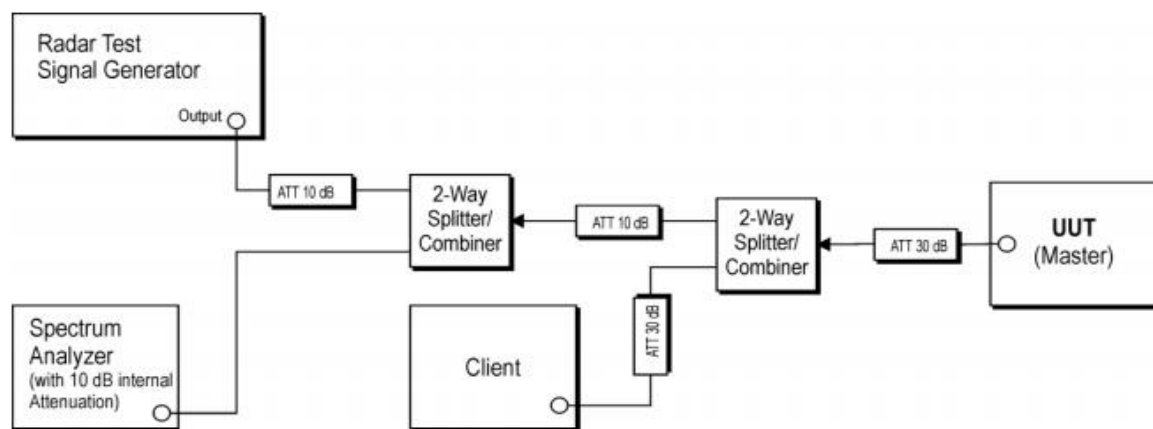 Radar Test
Signal Generator
Output
ATT 10 dB
2-Way
Splitter/
Combiner
ATT 10 dB
2-Way
Splitter/
Combiner
ATT 30 dB
UUT
(Master)
Spectrum
Analyzer
(with 10 dB internal
Attenuation)
Client
ATT 30 dB